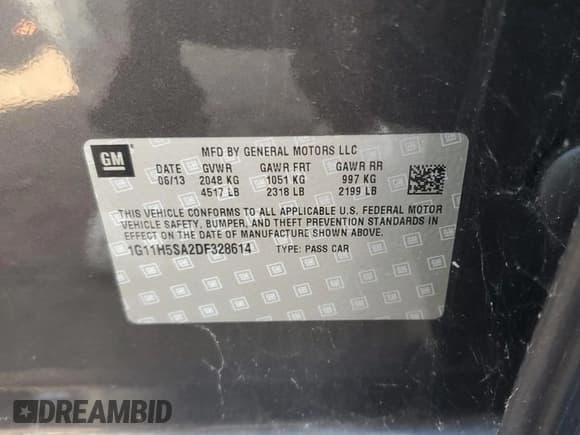 GM
MFD BY GENERAL MOTORS LLC
DATE GVWR GAWR FRT GAWR RR
06/13 2048 KG 1051 KG 997 KG
4517 LB 2318 LB 2199 LB
THIS VEHICLE CONFORMS TO ALL APPLICABLE U.S. FEDERAL MOTOR
VEHICLE SAFETY, BUMPER, AND THEFT PREVENTION STANDARDS IN
EFFECT ON THE DATE OF MANUFACTURE SHOWN ABOVE.
1G11H5SA2DF328614 TYPE: PASS CAR
DREAMBID